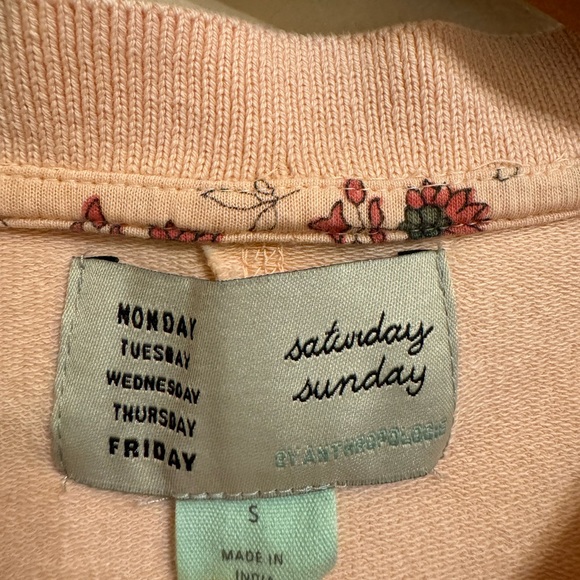 MONDAY
TUESDAY
WEDNESDAY
THURSDAY
FRIDAY
saturday
sunday
BY ANTHROPOLOGIE
S
MADE IN
INDIA